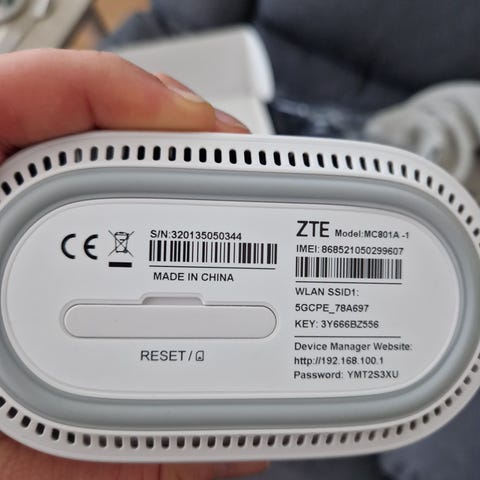 S/N:320135050344
MADE IN CHINA
RESET /
ZTE Model:MC801A -1
IMEI: 868521050299607
WLAN SSID1:
5GCPE_78A697
KEY: 3Y666BZ556
Device Manager Website:
http://192.168.100.1
Password: YMT2S3XU